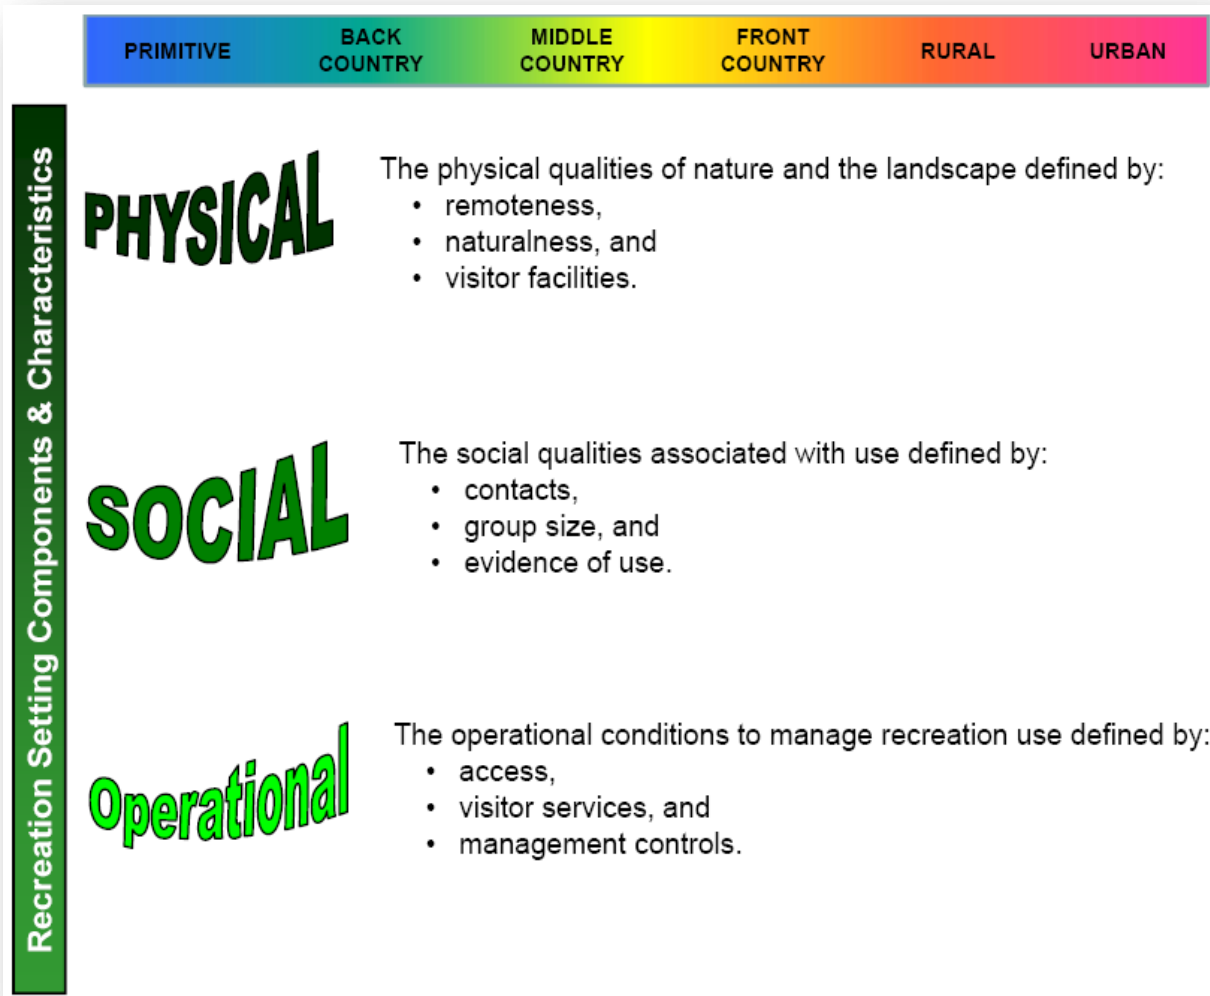 PRIMITIVE
BACK
COUNTRY
MIDDLE
COUNTRY
FRONT
COUNTRY
RURAL
URBAN
Recreation Setting Components & Characteristics
PHYSICAL
The physical qualities of nature and the landscape defined by:
• remoteness,
• naturalness, and
• visitor facilities.
SOCIAL
The social qualities associated with use defined by:
• contacts,
• group size, and
• evidence of use.
Operational
The operational conditions to manage recreation use defined by:
• access,
• visitor services, and
• management controls.